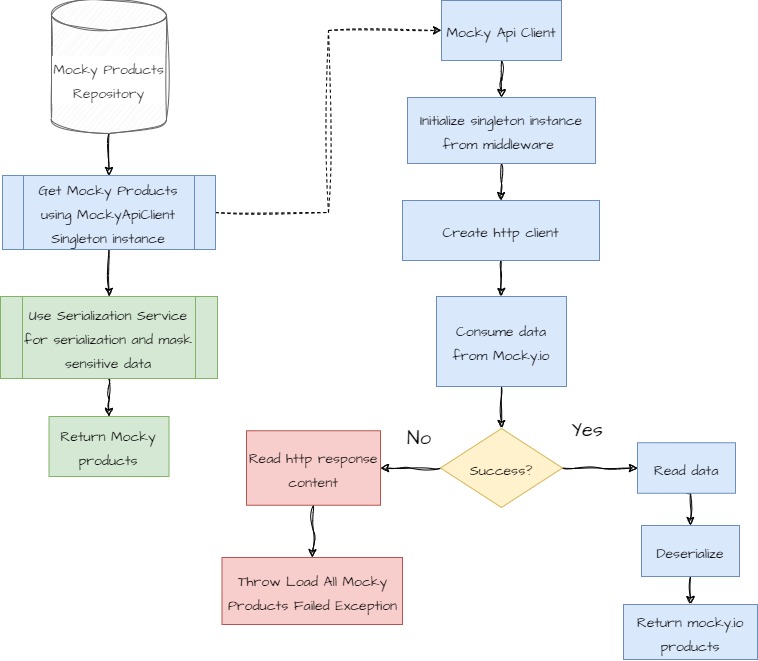 Mocky Products
Repository
Get Mocky Products
using MockyApiClient
Singleton instance
Use Serialization Service
for serialization and mask
sensitive data
Return Mocky
products
Mocky Api Client
Initialize singleton instance
from middleware
Create http client
Consume data
from Mocky.io
Success?
No
Yes
Read http response
content
Throw Load All Mocky
Products Failed Exception
Read data
Deserialize
Return mocky.io
products